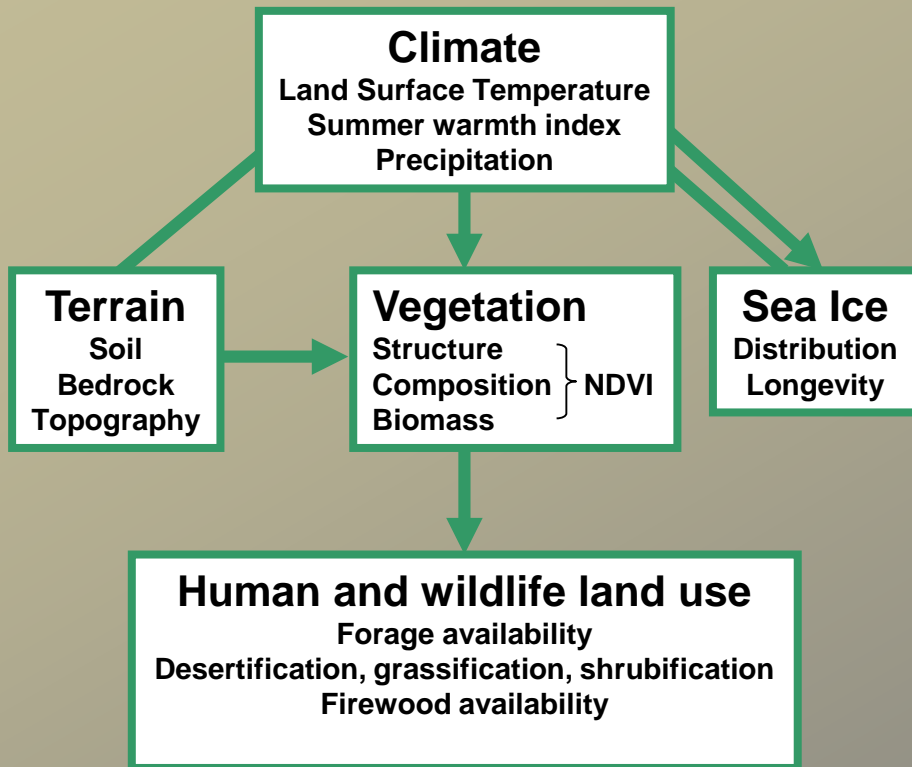 Climate
Land Surface Temperature
Summer warmth index
Precipitation
Terrain
Soil
Bedrock
Topography
Vegetation
Structure
Composition
Biomass
NDVI
Sea Ice
Distribution
Longevity
Human and wildlife land use
Forage availability
Desertification, grassification, shrubification
Firewood availability